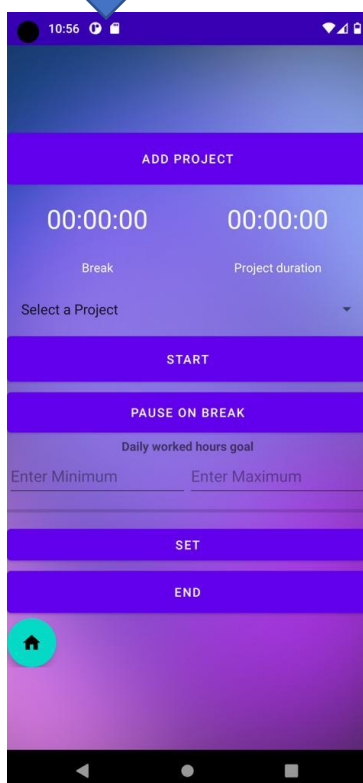 10:56
ADD PROJECT
00:00:00 00:00:00
Break Project duration
Select a Project
START
PAUSE ON BREAK
Daily worked hours goal
Enter Minimum Enter Maximum
SET
END